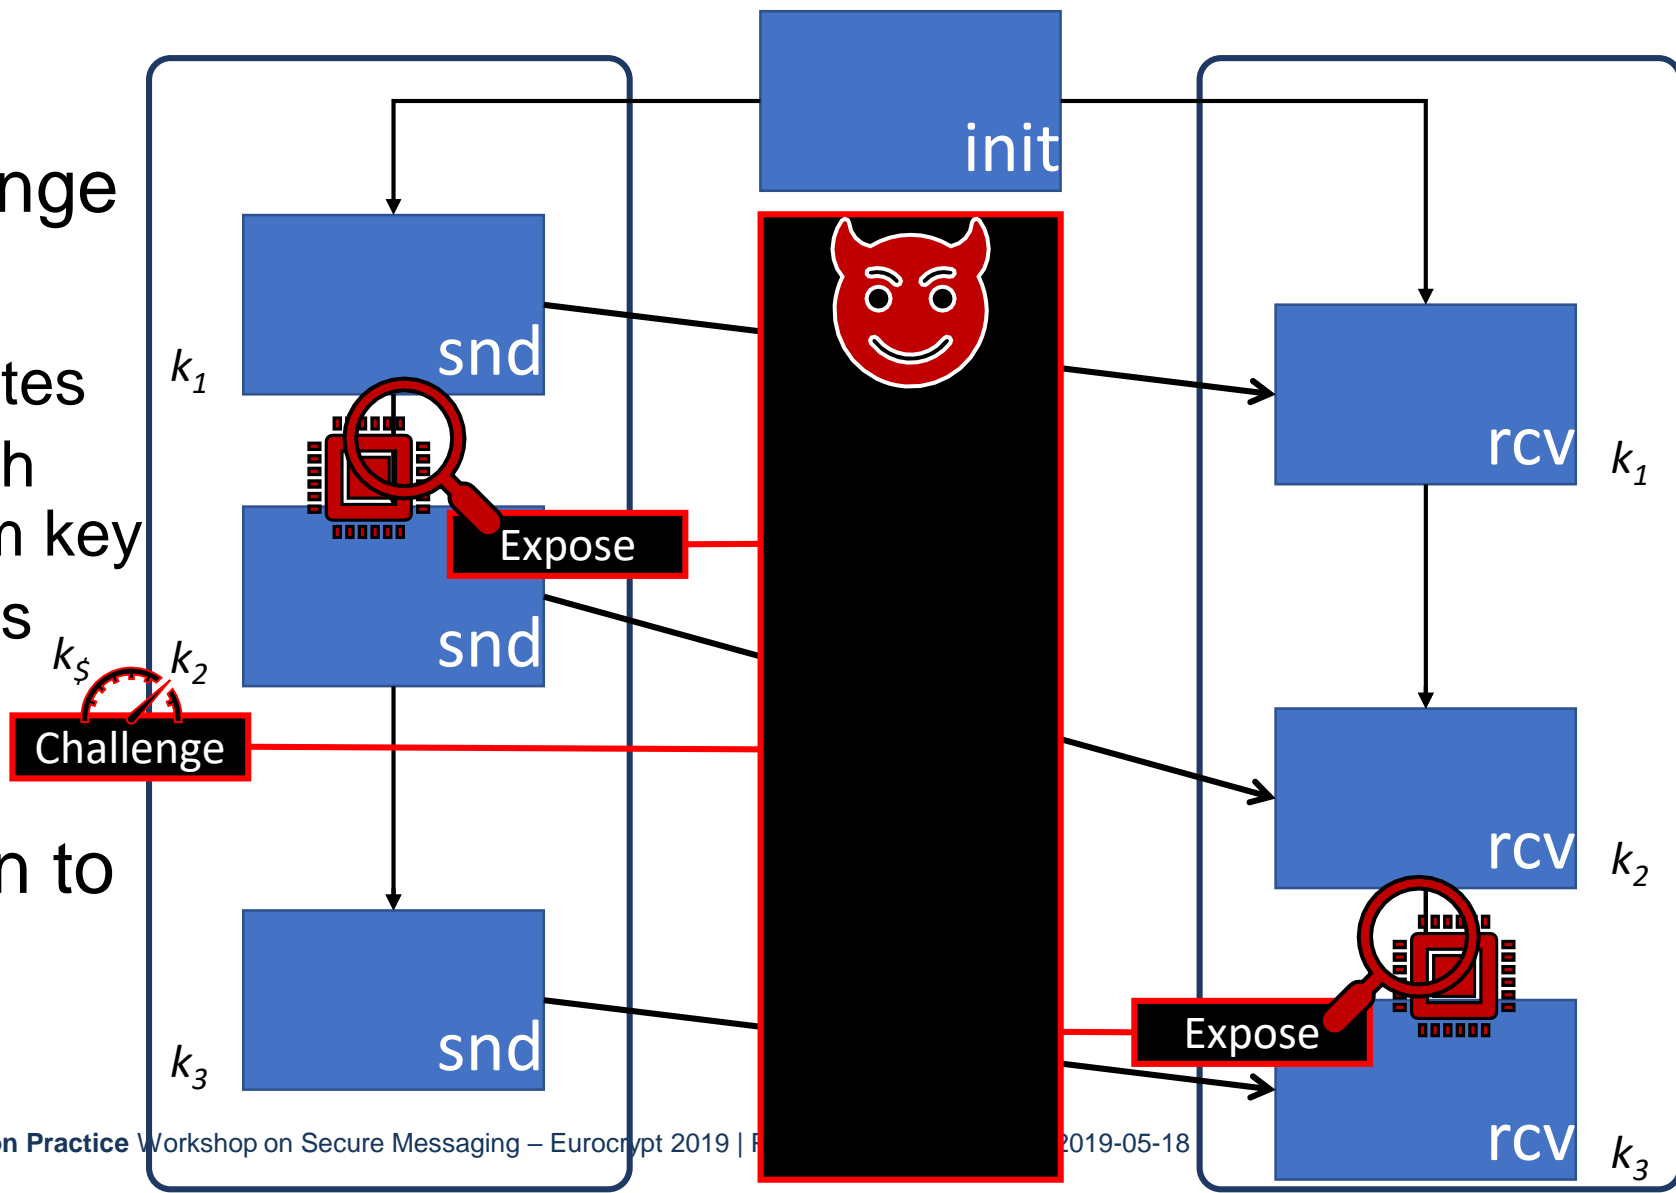 init
nge
snd
k1
tes
rcv
k1
h
m key
Expose
s
snd
k$
k2
Challenge
rcv
k2
n to
Expose
snd
k3
on Practice Workshop on Secure Messaging – Eurocrypt 2019 |
2019-05-18
rcv
k3